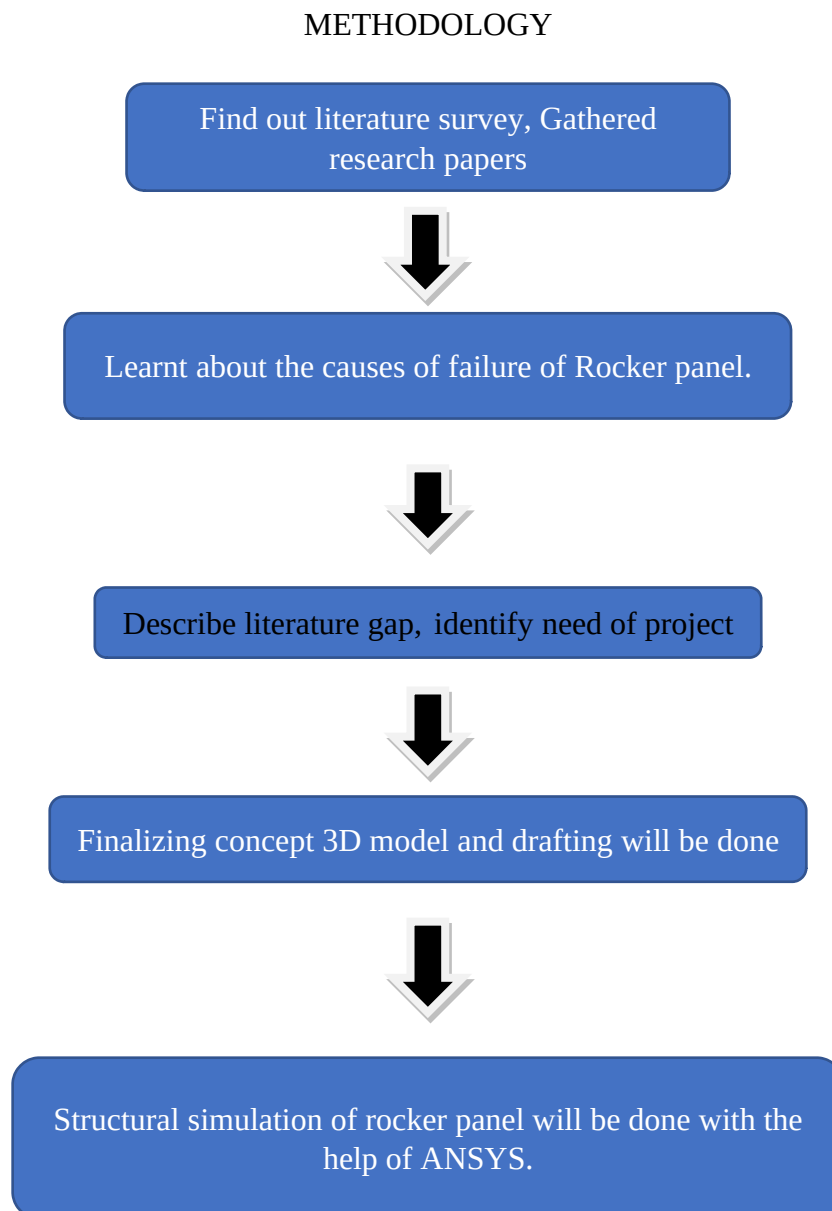 METHODOLOGY
Find out literature survey, Gathered
research papers
Learnt about the causes of failure of Rocker panel.
Describe literature gap, identify need of project
Finalizing concept 3D model and drafting will be done
Structural simulation of rocker panel will be done with the
help of ANSYS.